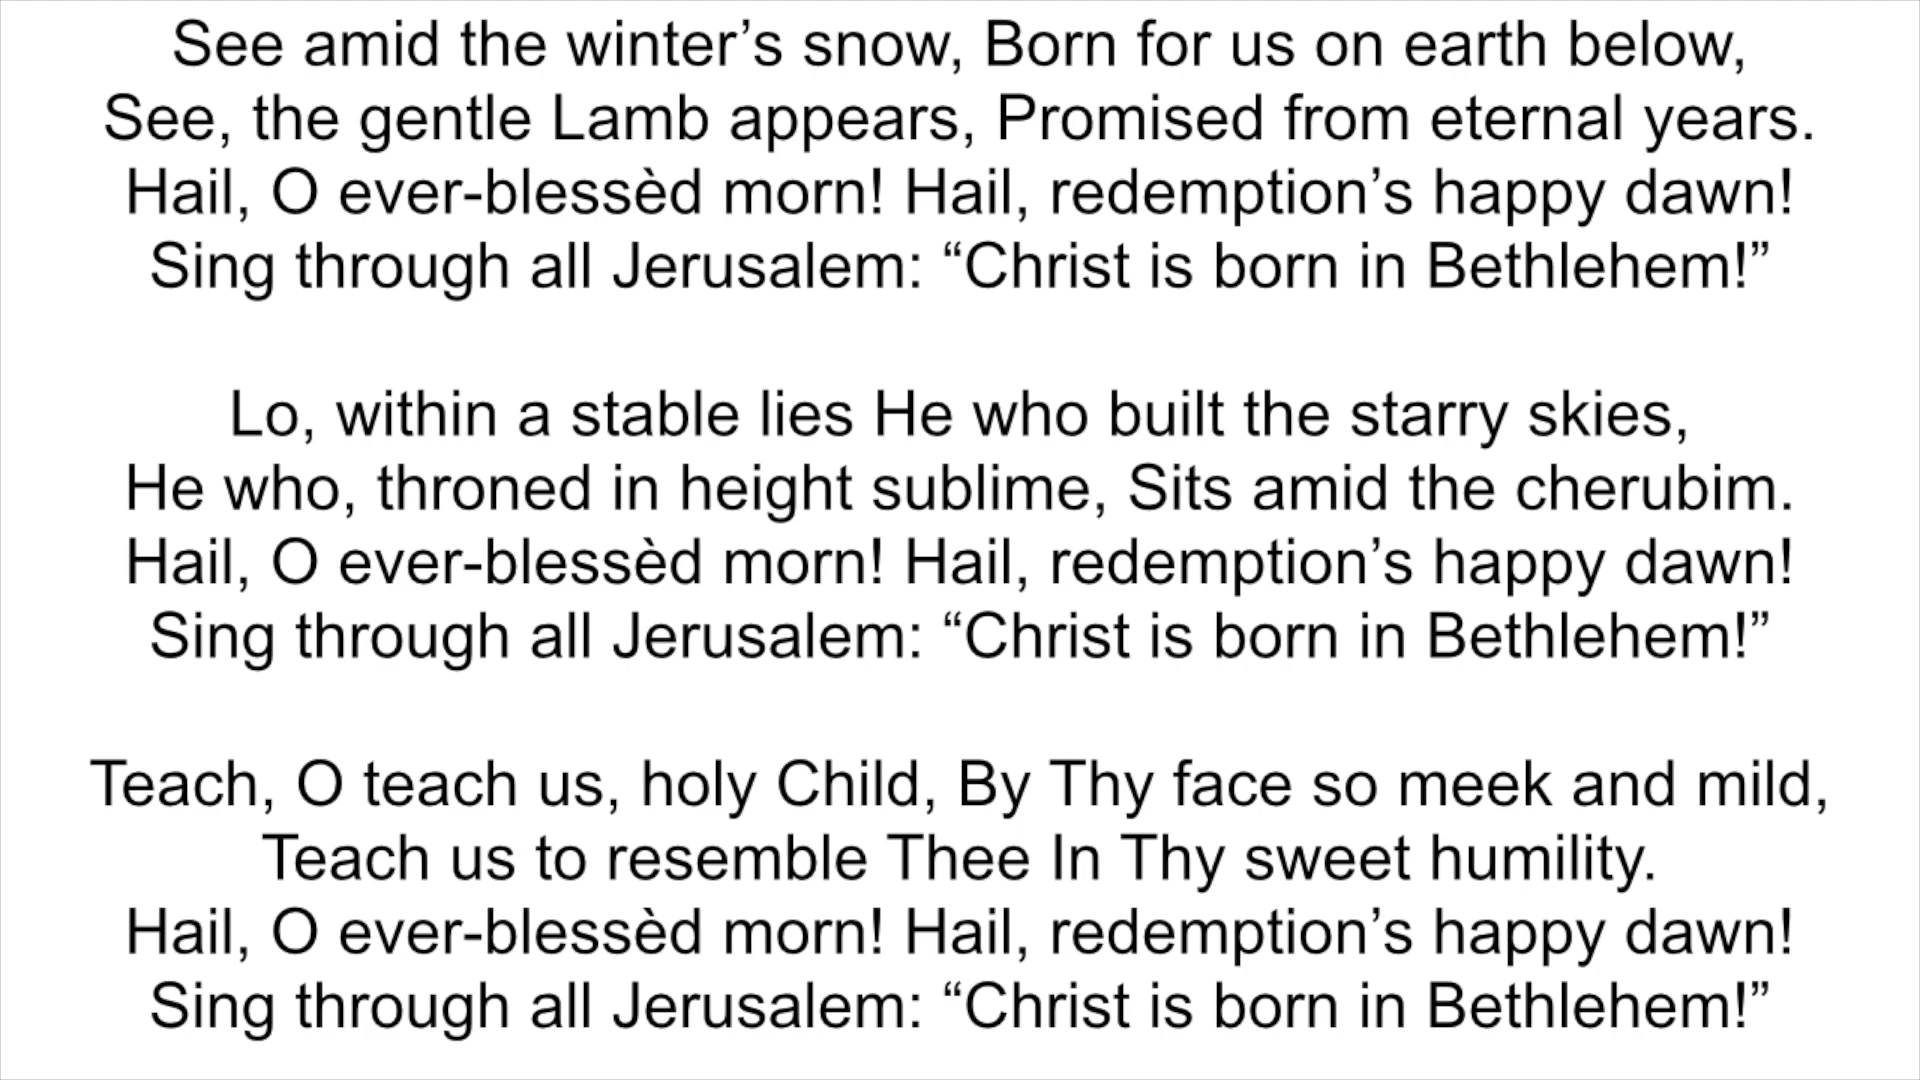 See amid the winter’s snow, Born for us on earth below,
See, the gentle Lamb appears, Promised from eternal years.
Hail, O ever-blessèd morn! Hail, redemption’s happy dawn!
Sing through all Jerusalem: “Christ is born in Bethlehem!”
Lo, within a stable lies He who built the starry skies,
He who, throned in height sublime, Sits amid the cherubim.
Hail, O ever-blessèd morn! Hail, redemption’s happy dawn!
Sing through all Jerusalem: “Christ is born in Bethlehem!”
Teach, O teach us, holy Child, By Thy face so meek and mild,
Teach us to resemble Thee In Thy sweet humility.
Hail, O ever-blessèd morn! Hail, redemption’s happy dawn!
Sing through all Jerusalem: “Christ is born in Bethlehem!”